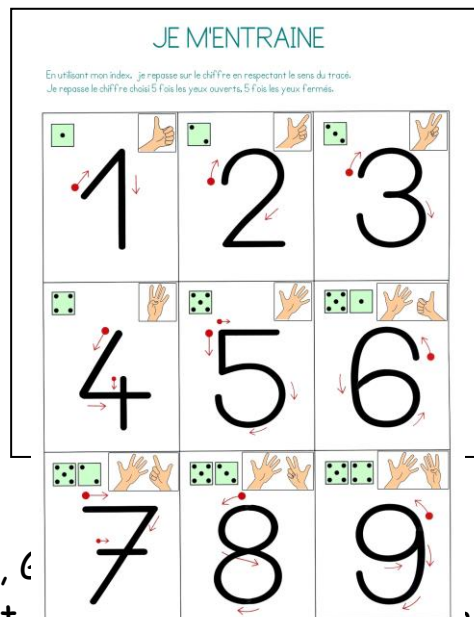 JE M'ENTRAINE
En utilisant mon index, je repasse sur le chiffre en respectant le sens du tracé.
Je repasse le chiffre choisi 5 fois les yeux ouverts, 5 fois les yeux fermés.
1 2 3
4 5 6
7 8 9